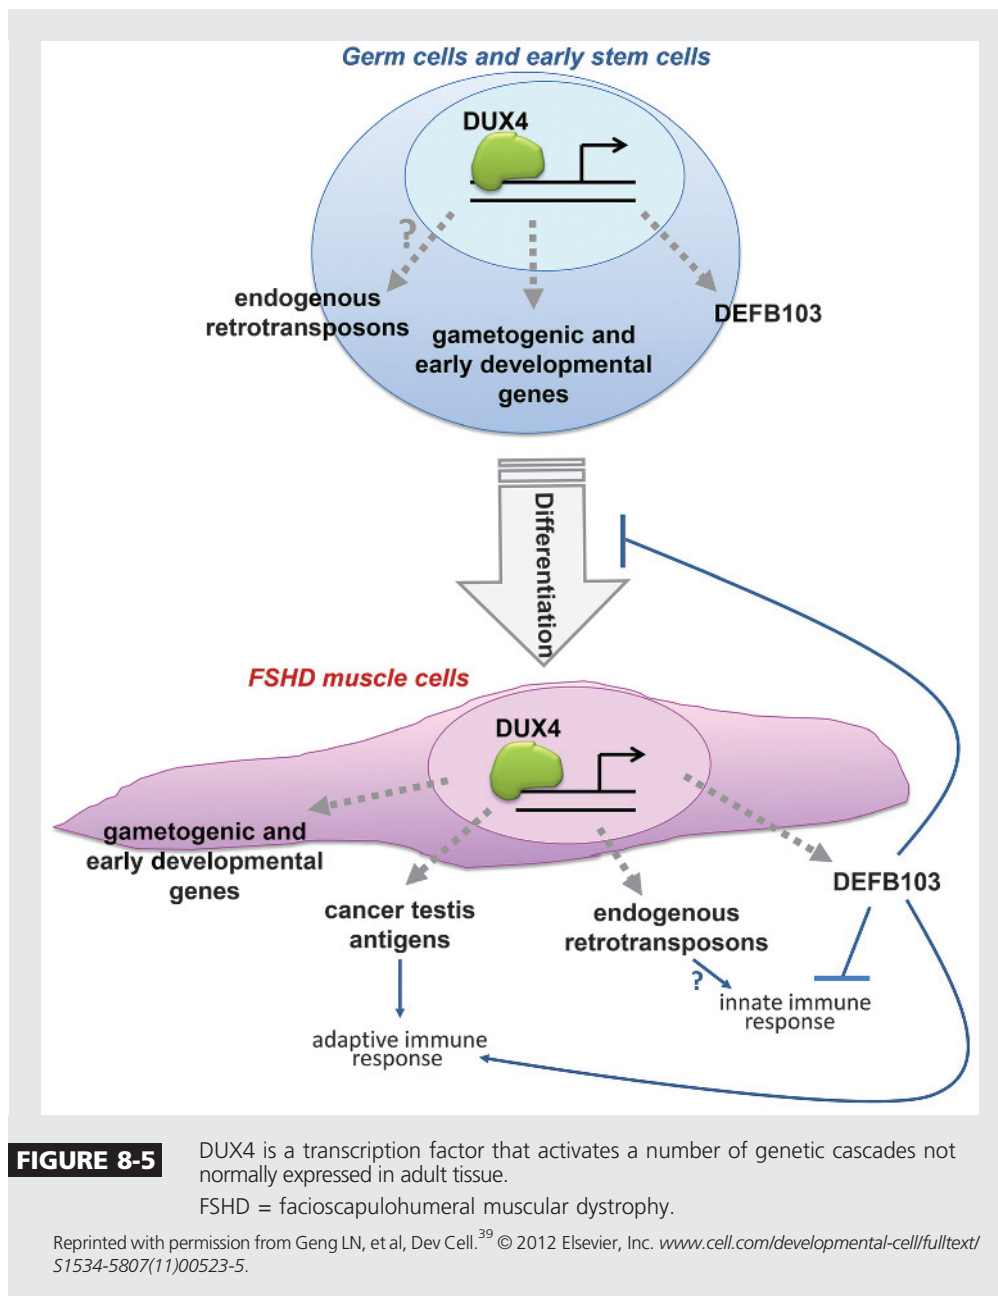 Germ cells and early stem cells
DUX4
?
endogenous
retrotransposons
gametogenic and
early developmental
genes
DEFB103
Differentiation
FSHD muscle cells
DUX4
gametogenic and
early developmental
genes
cancer testis
antigens
endogenous
retrotransposons
DEFB103
?
innate immune
response
adaptive immune
response
FIGURE 8-5
DUX4 is a transcription factor that activates a number of genetic cascades not
normally expressed in adult tissue.
FSHD = facioscapulohumeral muscular dystrophy.
Reprinted with permission from Geng LN, et al, Dev Cell.39 © 2012 Elsevier, Inc. www.cell.com/developmental-cell/fulltext/
S1534-5807(11)00523-5.